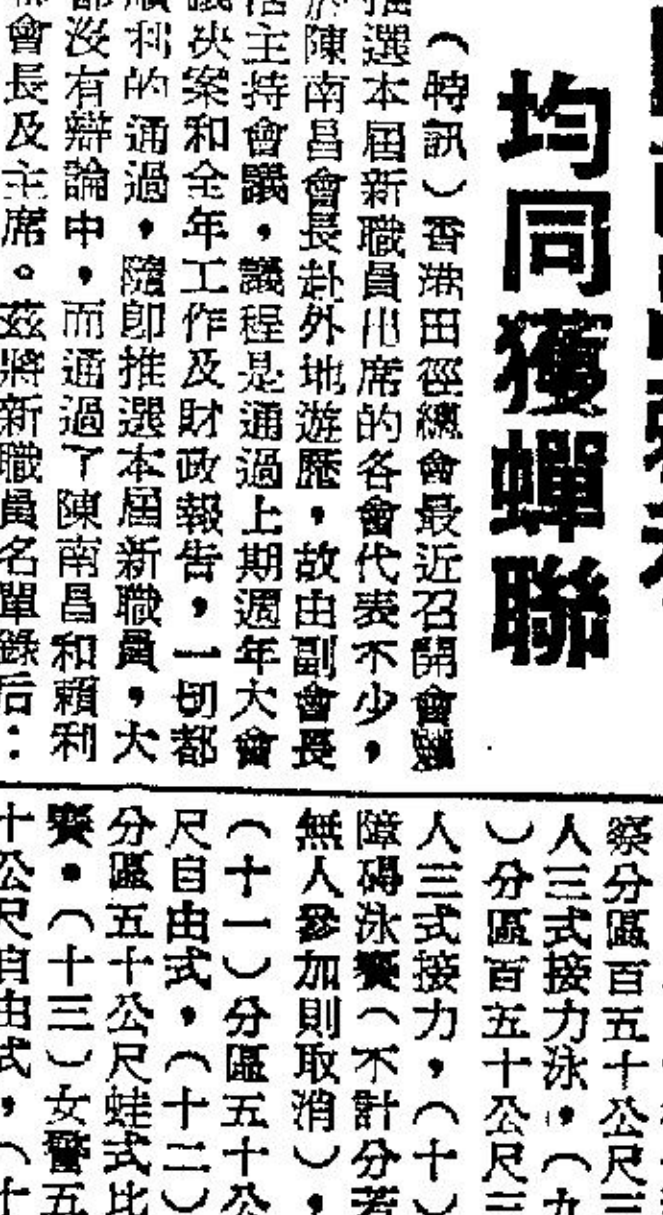 均同獲蟬聯
（特訊）香港田徑總會最近召開會議
選本屆新職員出席的各會代表不少，
陳南昌會長赴外地遊歷，故由副會長
主持會議，議程是通過上期週年大會
決案和全年工作及財政報告，一切都
利的通過，隨即推選本屆新職員，大
沒有辯論中，而通過了陳南昌和賴利
會長及主席。茲將新職員名單錄后：
察分區百五十公尺三
人三式接力泳，（九
）分區百五十公尺三
人三式接力，（十）
障碍泳賽（不計分若
無人參加則取消），
（十一）分區五十公
尺自由式，（十二）
分區五十公尺蛙式比
賽。（十三）女警五
十公尺自由式，（十